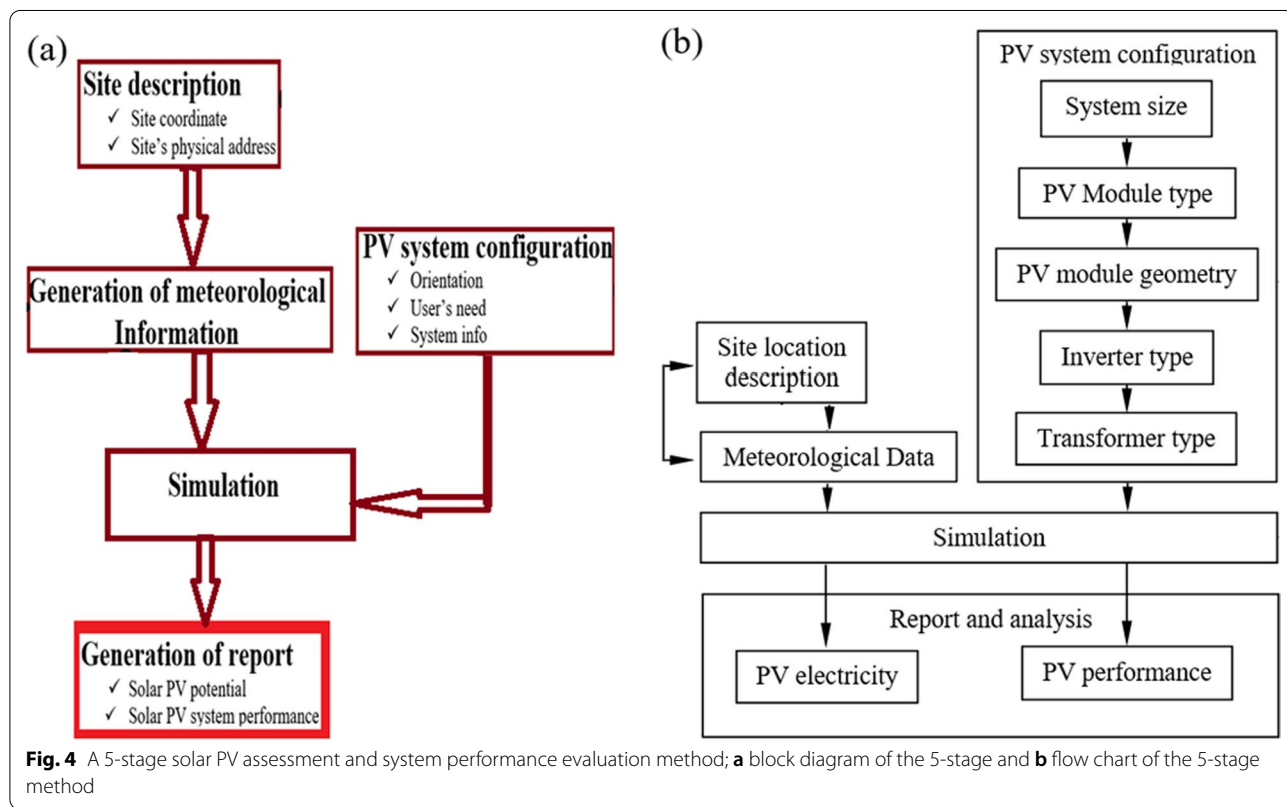 (a)
Site description
✓ Site coordinate
✓ Site's physical address
Generation of meteorological
Information
PV system configuration
✓ Orientation
✓ User's need
✓ System info
Simulation
Generation of report
✓ Solar PV potential
✓ Solar PV system performance
(b)
PV system configuration
System size
PV Module type
PV module geometry
Inverter type
Transformer type
Site location
description
Meteorological Data
Simulation
Report and analysis
PV electricity
PV performance
Fig. 4 A 5-stage solar PV assessment and system performance evaluation method; a block diagram of the 5-stage and b flow chart of the 5-stage
method